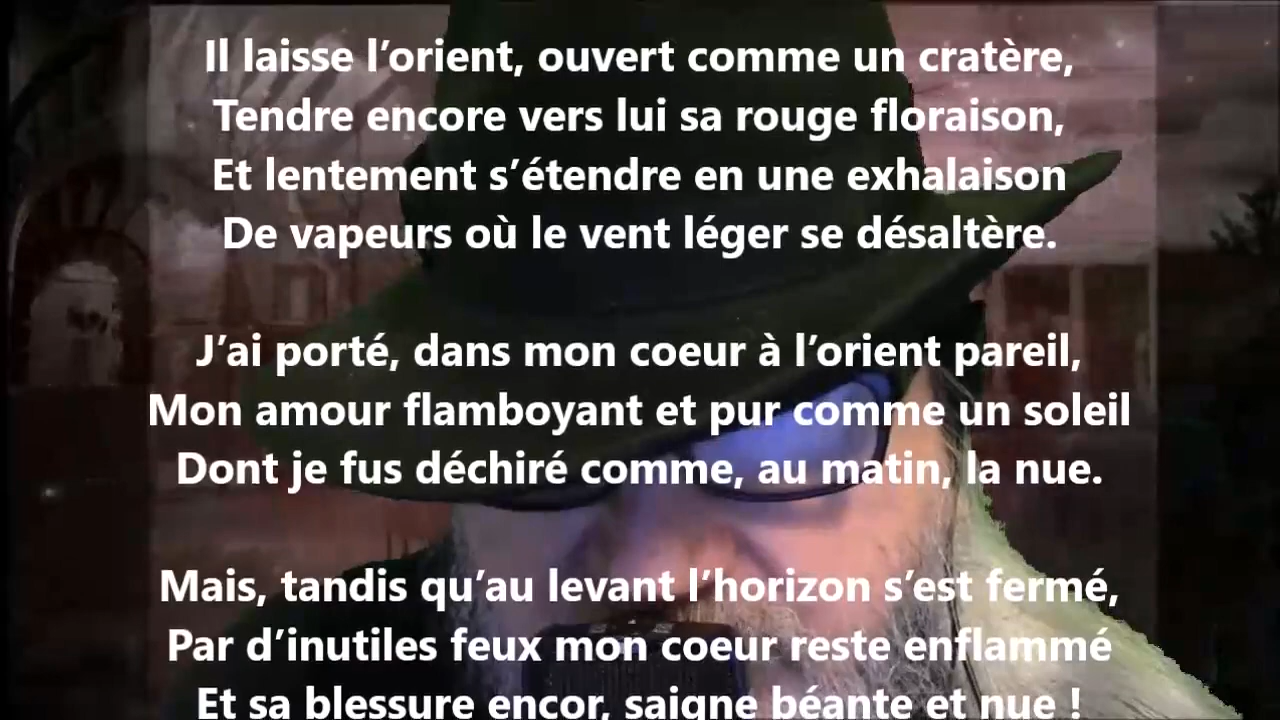 Il laisse l’orient, ouvert comme un cratère,
Tendre encore vers lui sa rouge floraison,
Et lentement s’étendre en une exhalaison
De vapeurs où le vent léger se désaltère.
J’ai porté, dans mon coeur à l’orient pareil,
Mon amour flamboyant et pur comme un soleil
Dont je fus déchiré comme, au matin, la nue.
Mais, tandis qu’au levant l’horizon s’est fermé,
Par d’inutiles feux mon coeur reste enflammé
Et sa blessure encor, saigne béante et nue !